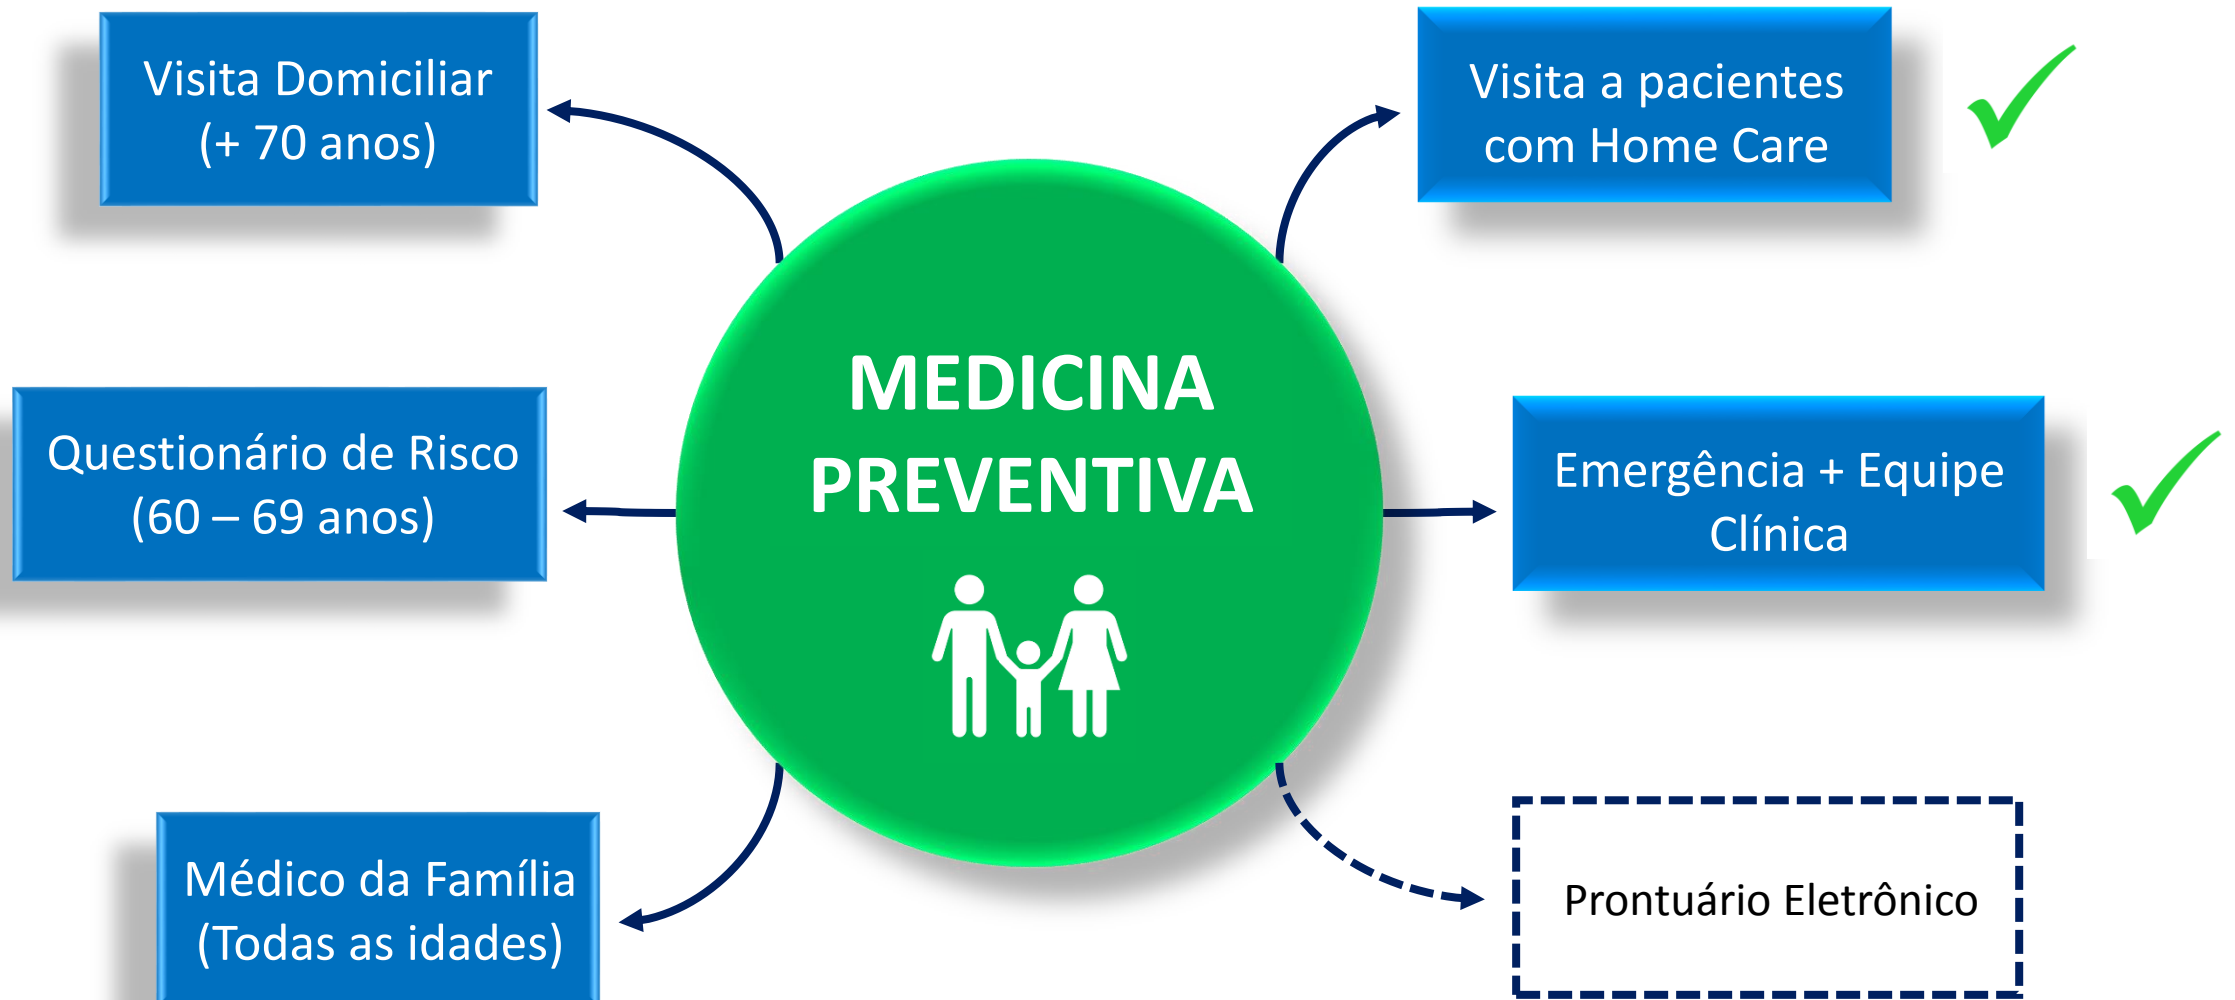 Visita Domiciliar
(+ 70 anos)
Visita a pacientes
com Home Care
MEDICINA
PREVENTIVA
Questionário de Risco
(60 – 69 anos)
Emergência + Equipe
Clínica
Médico da Família
(Todas as idades)
Prontuário Eletrônico